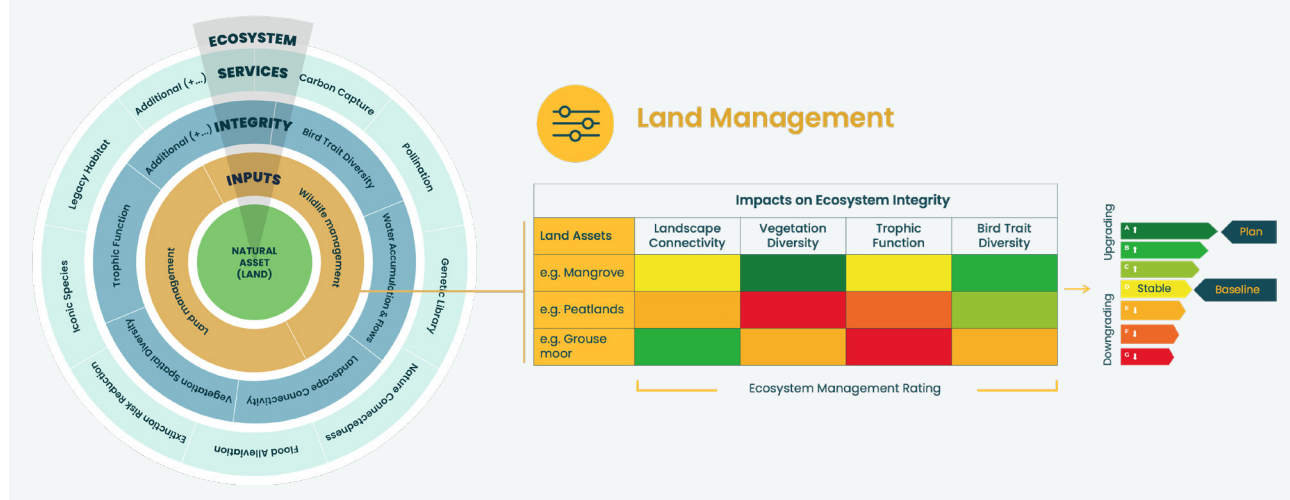 ECOSYSTEM
SERVICES
INTEGRITY
INPUTS
NATURAL
ASSET
(LAND)
Wildlife management
Land management
Additional (+...)
Bird Trait Diversity
Water Accumulation & Flows
Landscape Connectivity
Vegetation Spatial Diversity
Trophic Function
Additional (+...)
Carbon Capture
Pollination
Genetic Library
Nature Connectedness
Flood Alleviation
Extinction Risk Reduction
Iconic Species
Legacy Habitat
Land Management
Impacts on Ecosystem Integrity
Land Assets
Landscape
Connectivity
Vegetation
Diversity
Trophic
Function
Bird Trait
Diversity
e.g. Mangrove
e.g. Peatlands
e.g. Grouse
moor
Ecosystem Management Rating
Upgrading
Downgrading
A ↑
B ↑
C ↑
D Stable
E ↓
F ↓
G ↓
Plan
Baseline